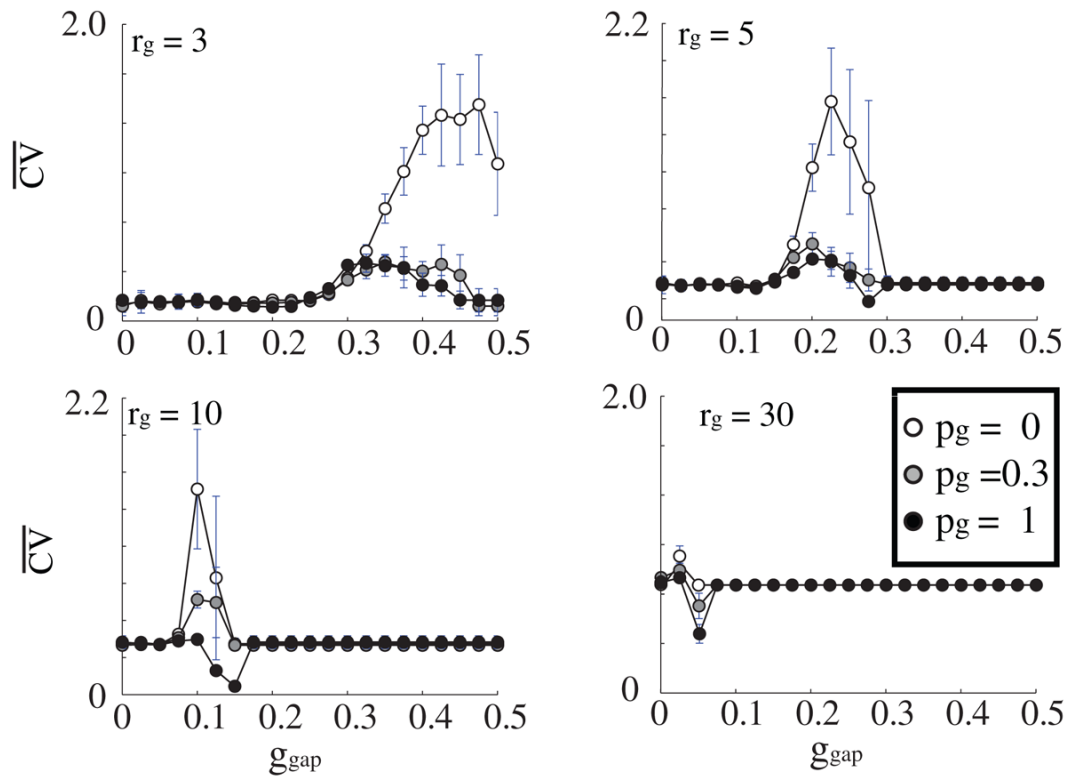 2.0
r_g = 3
CV
0
0 0.1 0.2 0.3 0.4 0.5
2.2
r_g = 5
0
0 0.1 0.2 0.3 0.4 0.5
2.2
r_g = 10
CV
0
0 0.1 0.2 0.3 0.4 0.5
g_gap
2.0
r_g = 30
p_g = 0
p_g =0.3
p_g = 1
0
0 0.1 0.2 0.3 0.4 0.5
g_gap